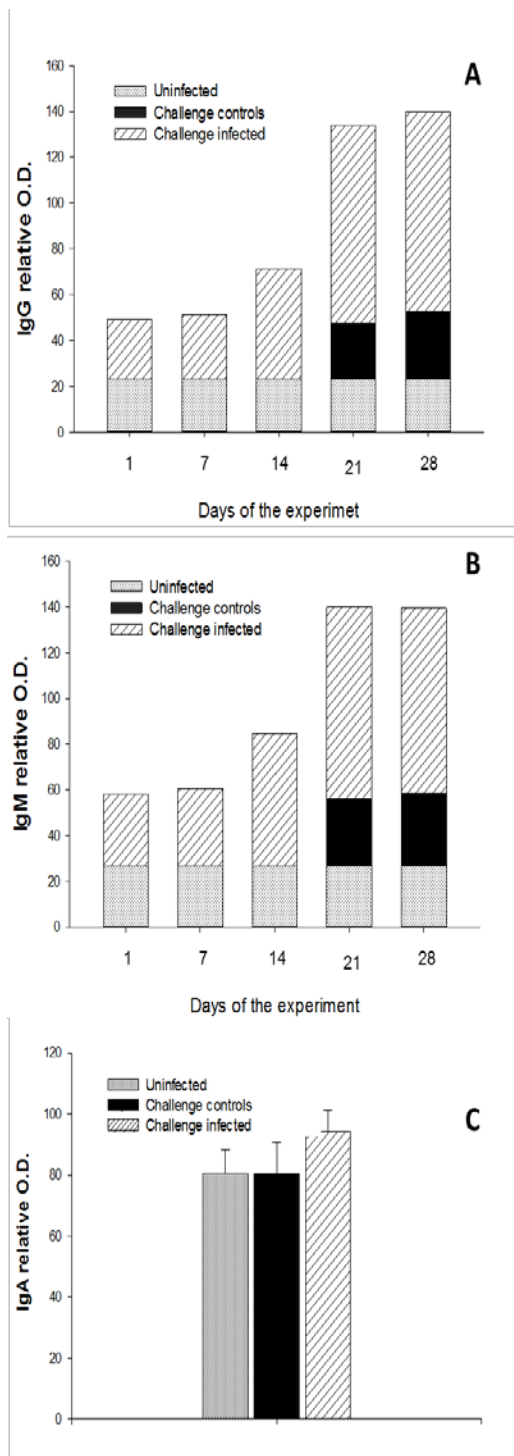 A
Uninfected
Challenge controls
Challenge infected
IgG relative O.D.
160
140
120
100
80
60
40
20
0
1 7 14 21 28
Days of the experimet
B
Uninfected
Challenge controls
Challenge infected
IgM relative O.D.
160
140
120
100
80
60
40
20
0
1 7 14 21 28
Days of the experiment
C
Uninfected
Challenge controls
Challenge infected
IgA relative O.D.
120
100
80
60
40
20
0